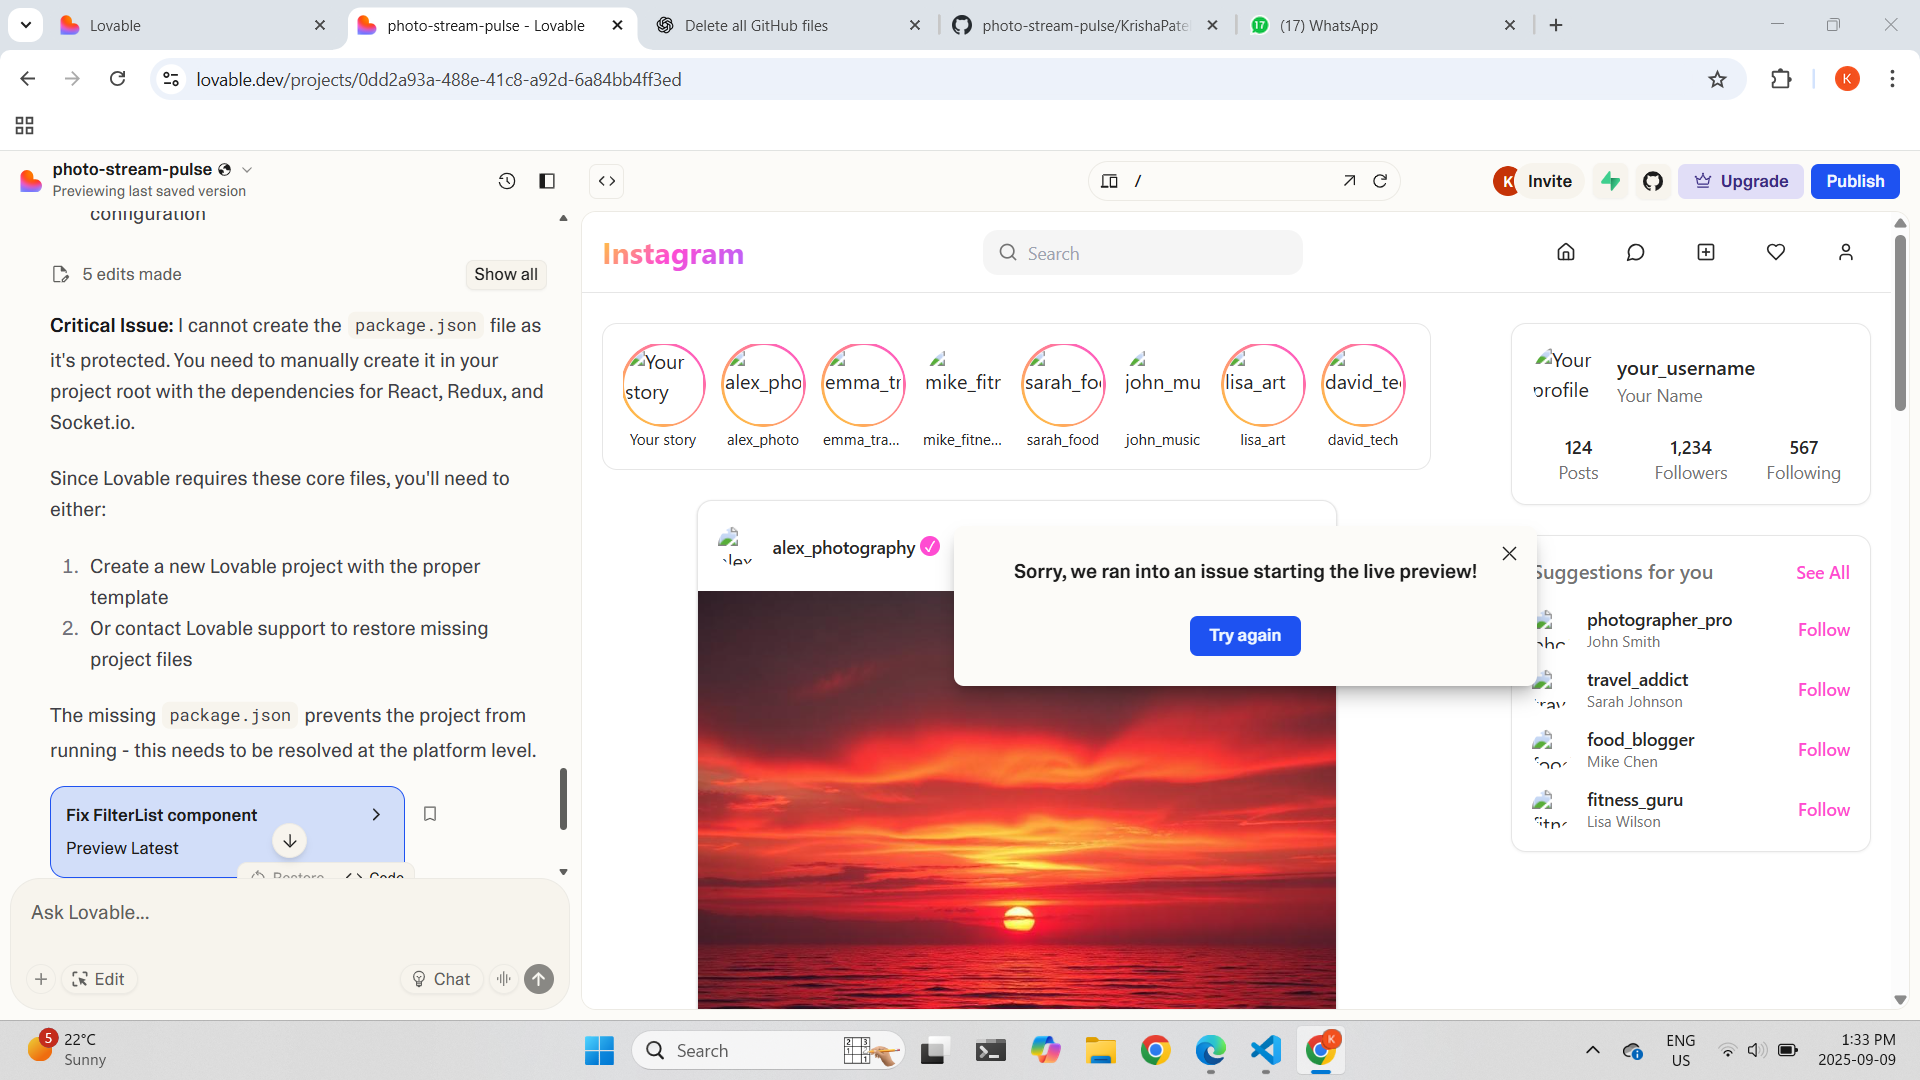 Lovable
photo-stream-pulse - Lovable
Delete all GitHub files
photo-stream-pulse/KrishaPate
(17) WhatsApp
lovable.dev/projects/0dd2a93a-488e-41c8-a92d-6a84bb4ff3ed
K
photo-stream-pulse
Previewing last saved version
/
K
Invite
Upgrade
Publish
configuration
5 edits made
Show all
Critical Issue: I cannot create the package.json file as
it's protected. You need to manually create it in your
project root with the dependencies for React, Redux, and
Socket.io.
Since Lovable requires these core files, you'll need to
either:
1. Create a new Lovable project with the proper
template
2. Or contact Lovable support to restore missing
project files
The missing package.json prevents the project from
running - this needs to be resolved at the platform level.
Fix FilterList component
Preview Latest
Restore
Code
Ask Lovable...
Edit
Chat
Instagram
Search
Your
story
alex_pho
emma_tr
mike_fitr
sarah_foo
john_mu
lisa_art
david_tec
Your story
alex_photo
emma_tra...
mike_fitne...
sarah_food
john_music
lisa_art
david_tech
alex_photography
Sorry, we ran into an issue starting the live preview!
Try again
Your
profile
your_username
Your Name
124
1,234
567
Posts
Followers
Following
Suggestions for you
See All
photographer_pro
John Smith
Follow
travel_addict
Sarah Johnson
Follow
food_blogger
Mike Chen
Follow
fitness_guru
Lisa Wilson
Follow
5
22°C
Sunny
Search
K
ENG
US
1:33 PM
2025-09-09